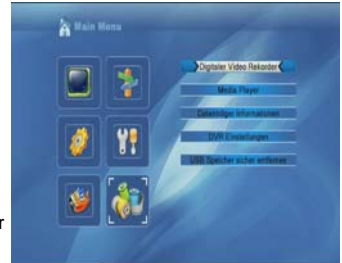 Main Menu
Digitaler Video Rekorder
Media Player
Datenträger Informationen
DVR Einstellungen
USB Speicher sicher entfernen
r